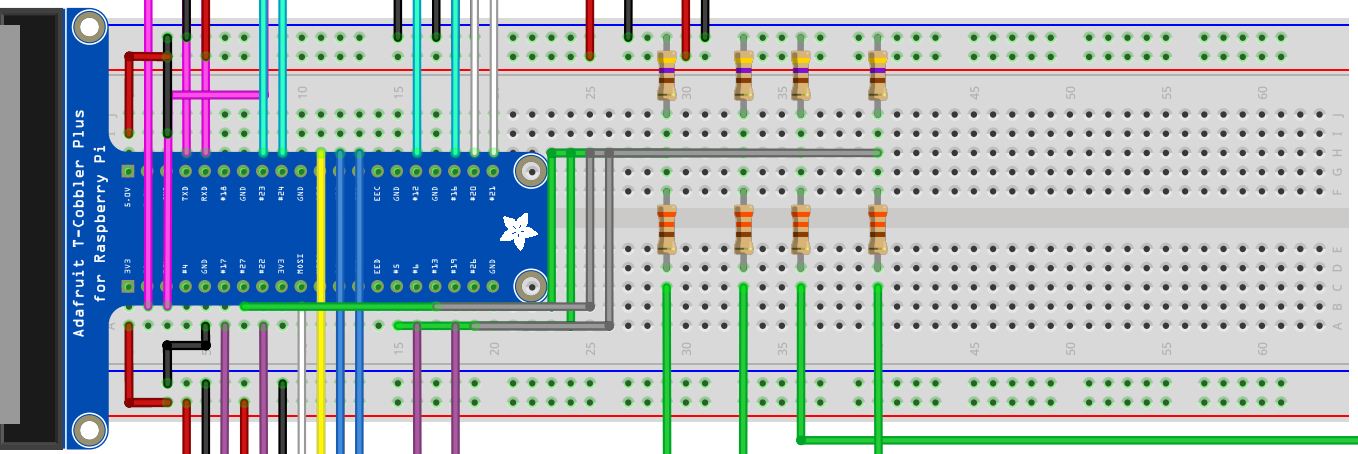 Adafruit T-Cobbler Plus
for Raspberry Pi
10 15 25 30 35 45 50 55 60
J
I
H
G
F
5.0V TXD RXD #18 GND #23 #24 GND EEC GND #12 GND #16 #20 #21
3V3 #4 GND #17 #27 #22 3V3 MOSI EED #5 #6 #13 #19 #26 GND
E
D
C
B
A
A 5 15 20 25 30 35 45 50 55 60